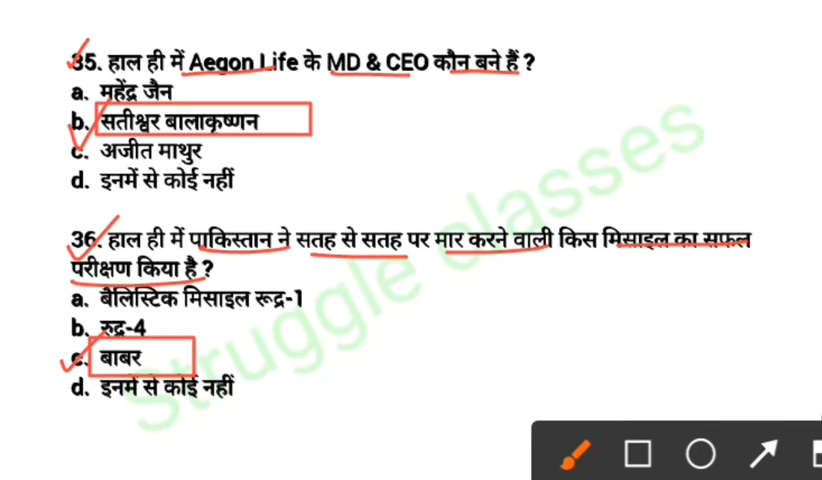 35. हाल ही में Aegon Life के MD & CEO कौन बने हैं ?
a. महेंद्र जैन
b. सतीश्वर बालाकृष्णन
c. अजीत माथुर
d. इनमें से कोई नहीं
36. हाल ही में पाकिस्तान ने सतह से सतह पर मार करने वाली किस मिसाइल का सफल
परीक्षण किया है ?
a. बैलिस्टिक मिसाइल रूद्र-1
b. रुद्र-4
c. बाबर
d. इनमें से कोई नहीं
Struggle classes